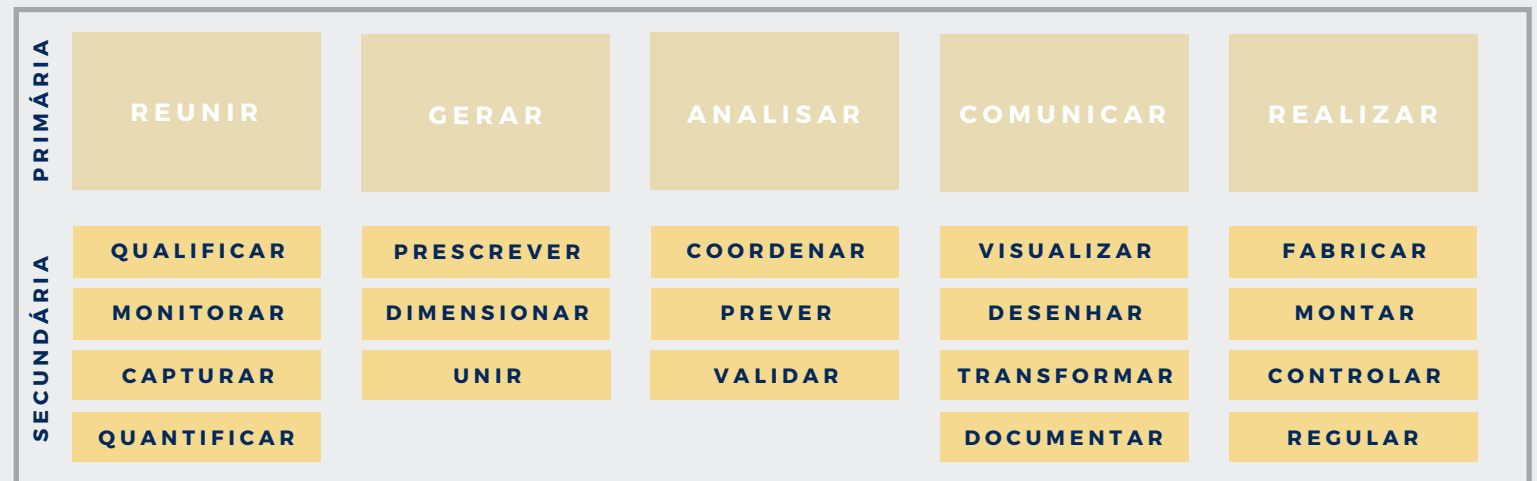 PRIMÁRIA
REUNIR
GERAR
ANALISAR
COMUNICAR
REALIZAR
SECUNDÁRIA
QUALIFICAR
PRESCREVER
COORDENAR
VISUALIZAR
FABRICAR
MONITORAR
DIMENSIONAR
PREVER
DESENHAR
MONTAR
CAPTURAR
UNIR
VALIDAR
TRANSFORMAR
CONTROLAR
QUANTIFICAR
DOCUMENTAR
REGULAR